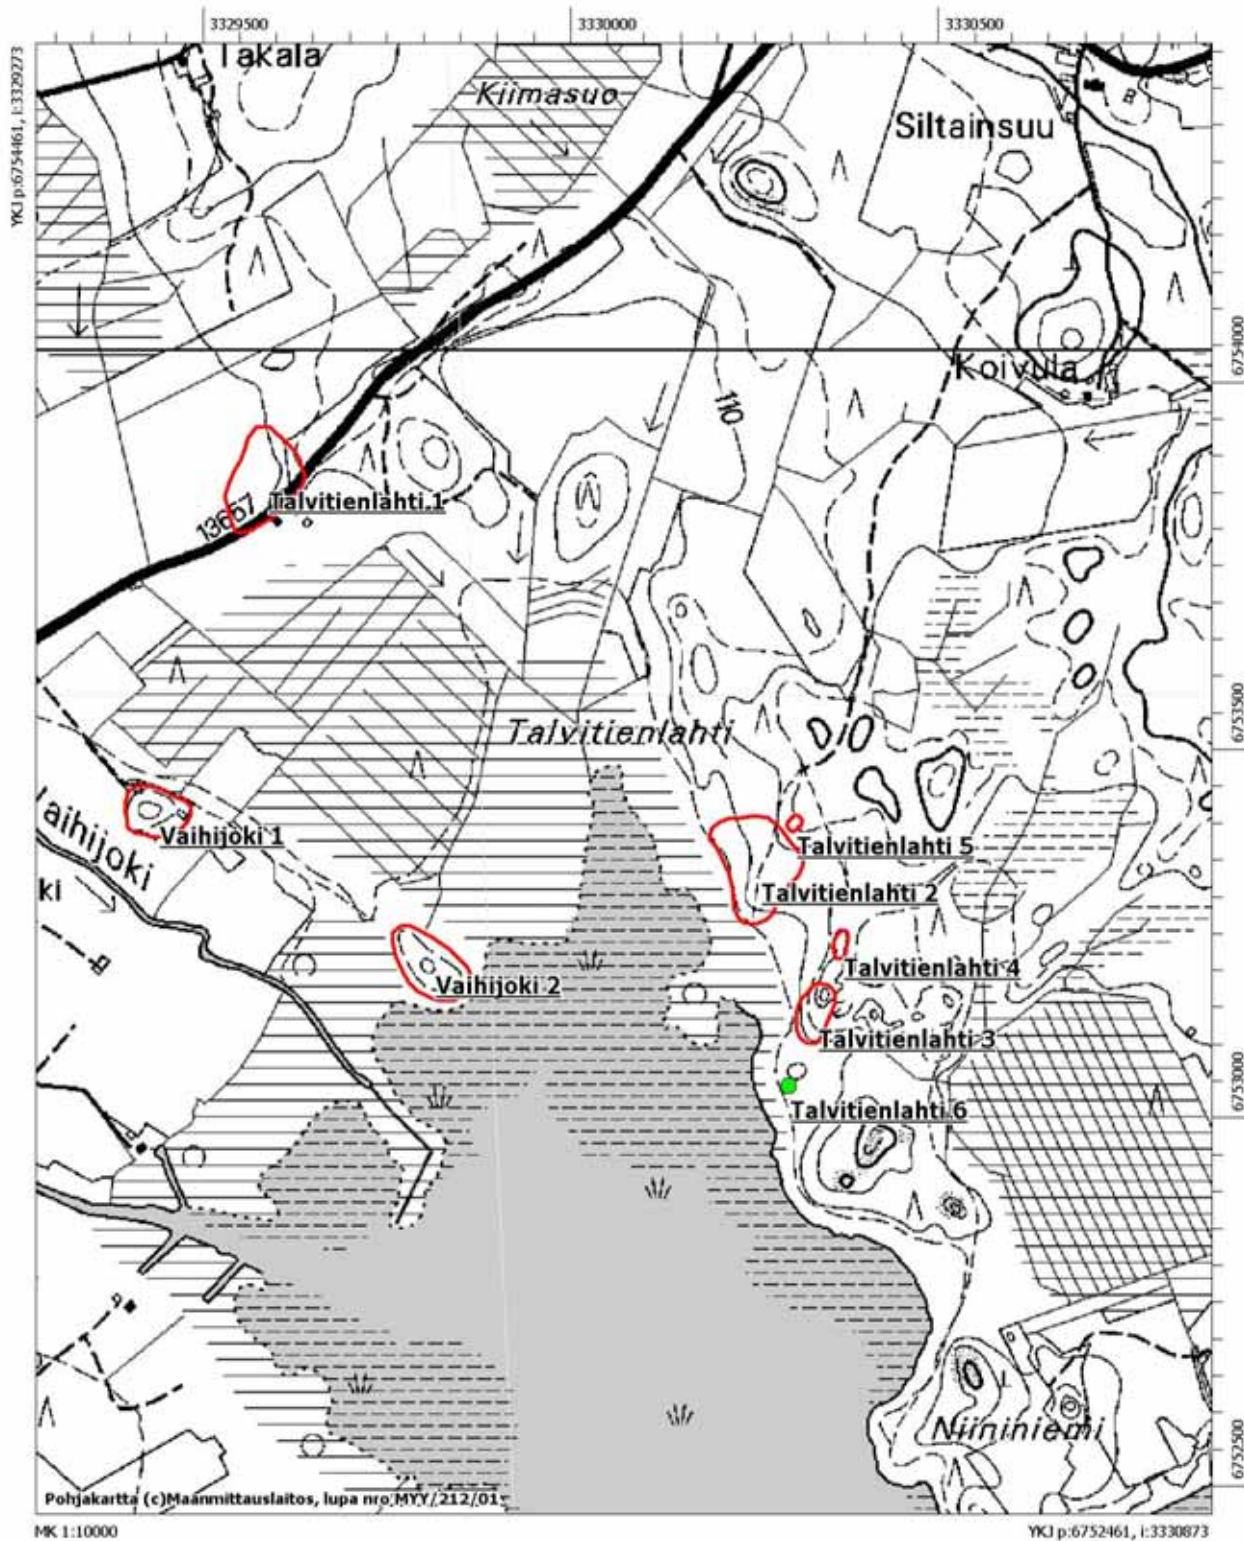 3329500
3330000
3330500
YKJ p:6754461, i:3329273
Takala
Kiimasuo
Siltainsuu
6754000
Koivula
110
13657
Talvitienlahti 1
6753500
Talvitienlahti
Vaihijoki 1
Vaihijoki
ki
Talvitienlahti 5
Talvitienlahti 2
Talvitienlahti 4
Vaihijoki 2
Talvitienlahti 3
6753000
Talvitienlahti 6
Niininiemi
6752500
Pohjakartta (c)Maanmittauslaitos, lupa nro MYY/212/01
MK 1:10000
YKJ p:6752461, i:3330873